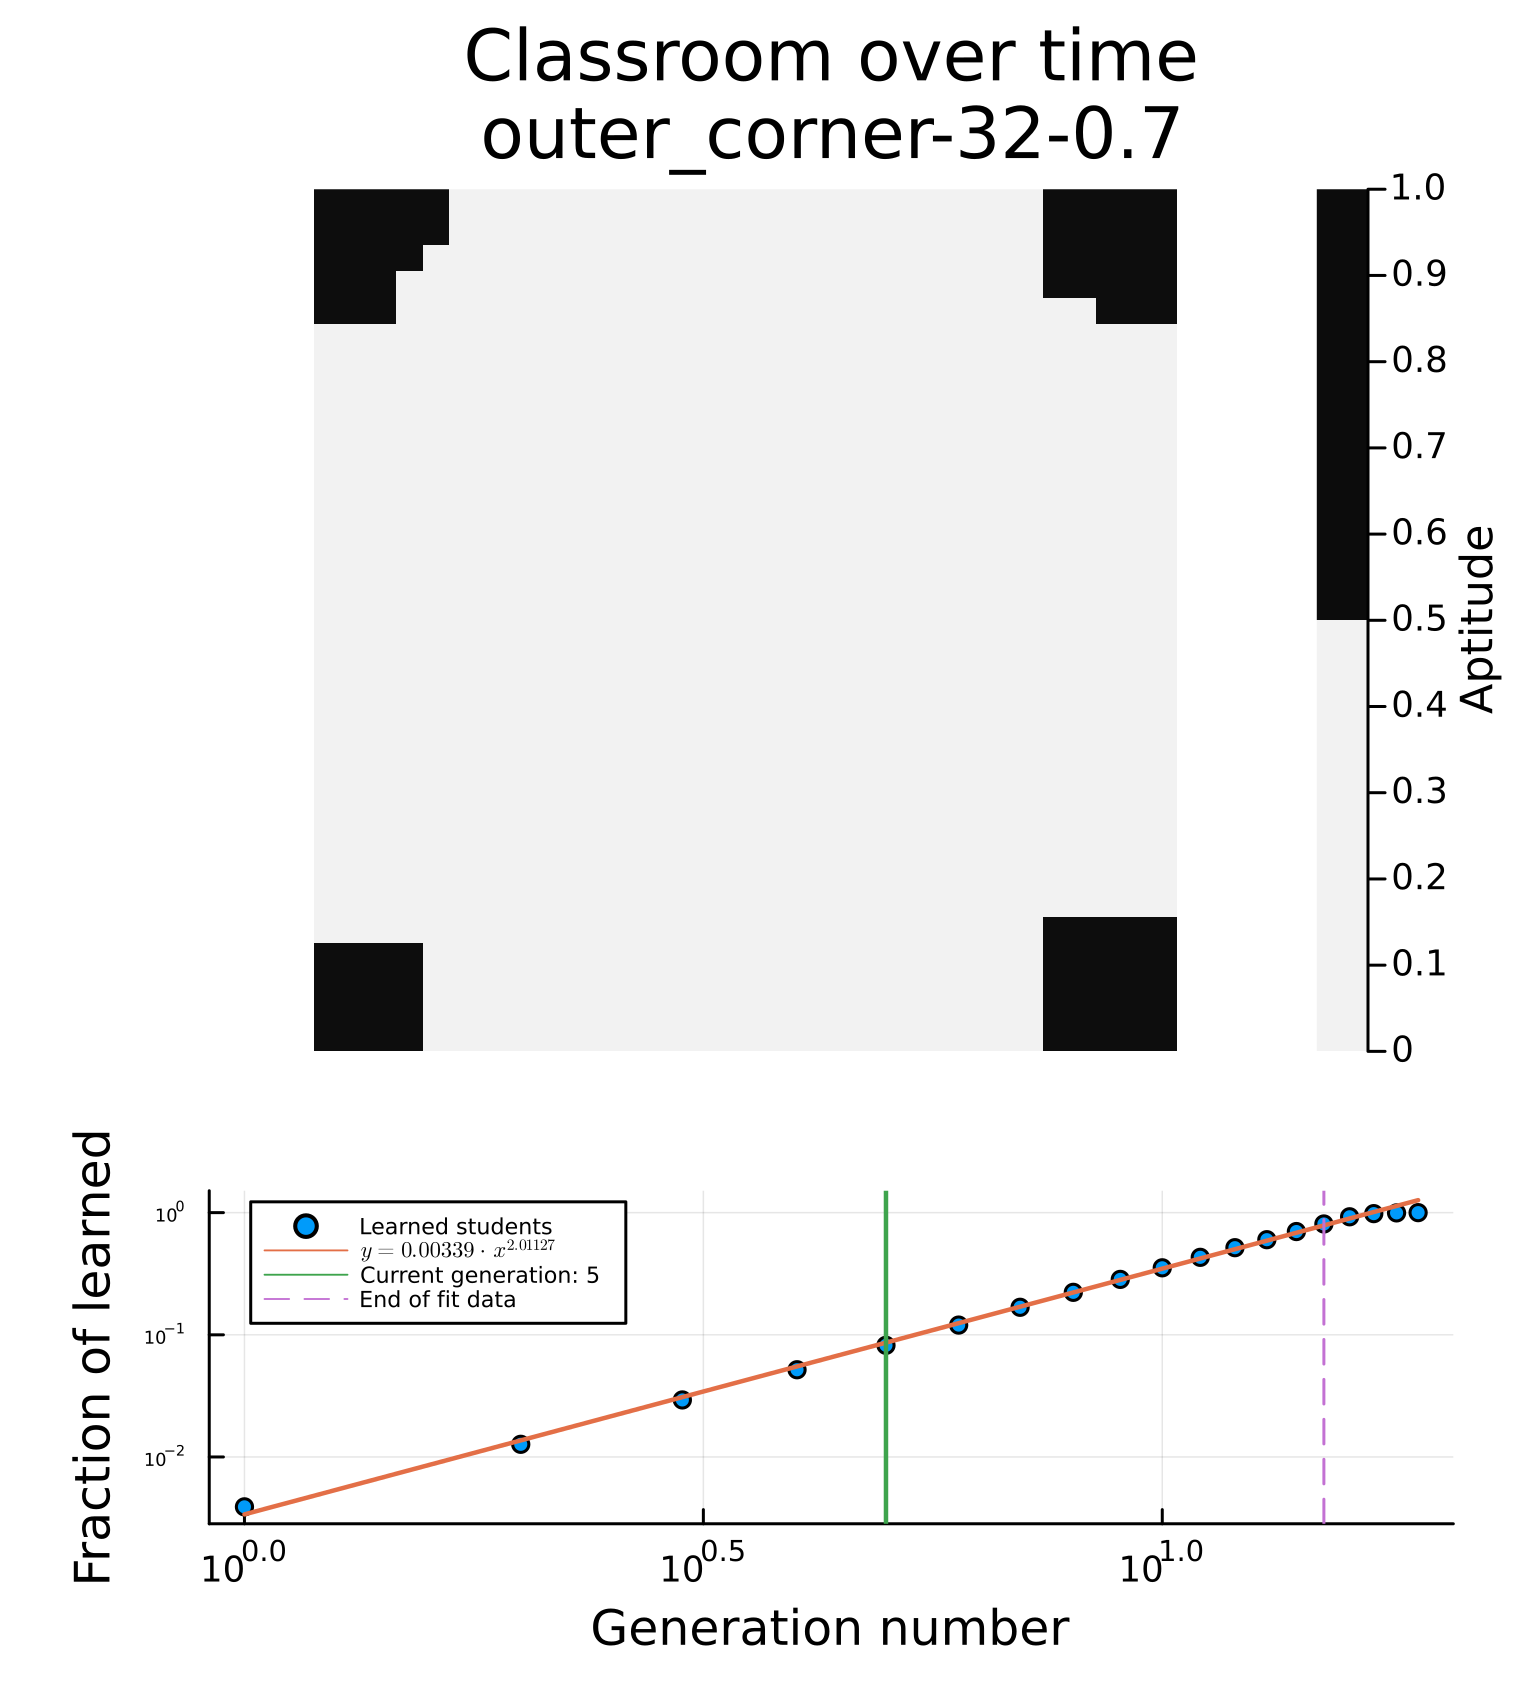 Classroom over time
outer_corner-32-0.7
1.0
0.9
0.8
0.7
0.6
0.5
0.4
0.3
0.2
0.1
0
Aptitude
Fraction of learned
10⁰
10⁻¹
10⁻²
Learned students
y = 0.00339 · x^2.01127
Current generation: 5
End of fit data
10^0.0
10^0.5
10^1.0
Generation number